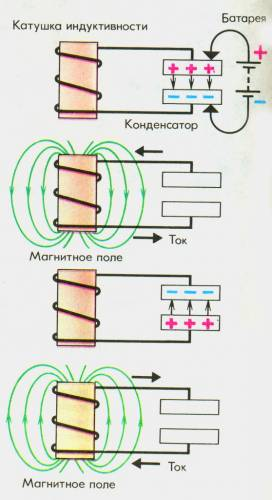 Катушка индуктивности
Батарея
+
+ + +
− − −
−
Конденсатор
Ток
Магнитное поле
− − −
+ + +
Ток
Магнитное поле